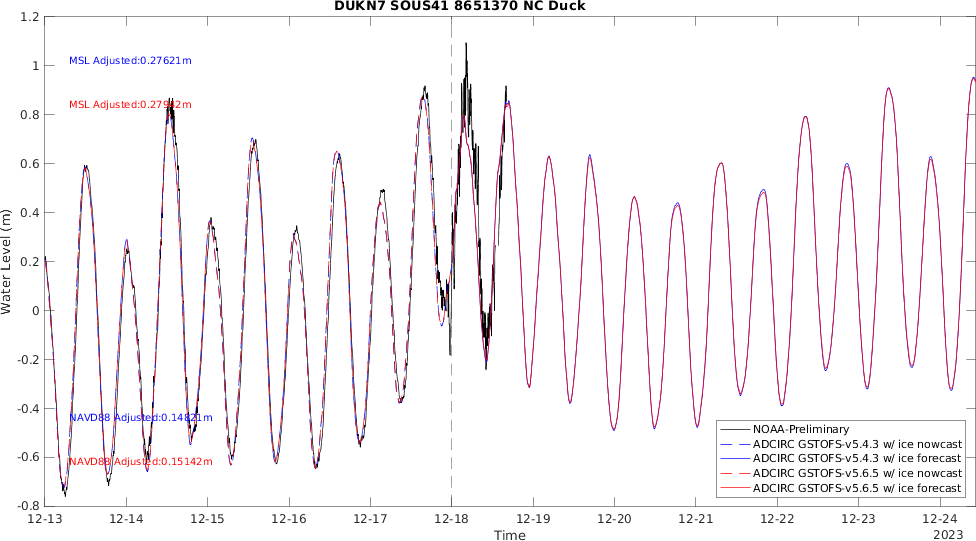 DUKN7 SOUS41 8651370 NC Duck
1.2
1
0.8
0.6
0.4
0.2
0
-0.2
-0.4
-0.6
-0.8
Water Level (m)
MSL Adjusted:0.27621m
MSL Adjusted:0.27942m
NAVD88 Adjusted:0.14821m
NAVD88 Adjusted:0.15142m
NOAA-Preliminary
ADCIRC GSTOFS-v5.4.3 w/ ice nowcast
ADCIRC GSTOFS-v5.4.3 w/ ice forecast
ADCIRC GSTOFS-v5.6.5 w/ ice nowcast
ADCIRC GSTOFS-v5.6.5 w/ ice forecast
12-13 12-14 12-15 12-16 12-17 12-18 12-19 12-20 12-21 12-22 12-23 12-24
Time
2023